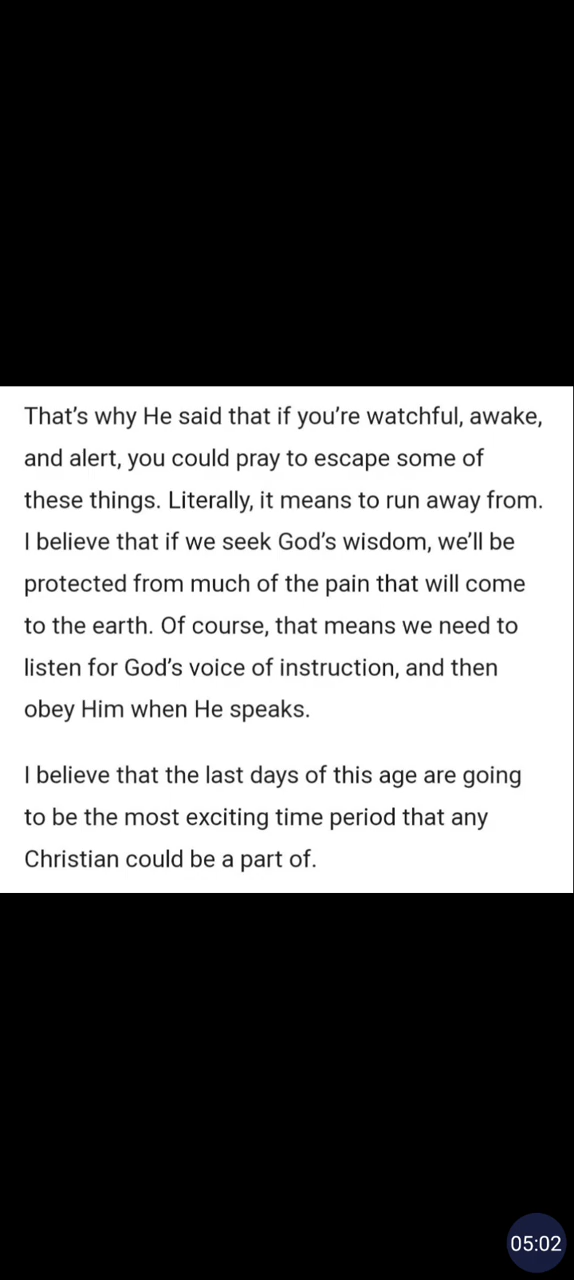 That’s why He said that if you’re watchful, awake,
and alert, you could pray to escape some of
these things. Literally, it means to run away from.
I believe that if we seek God’s wisdom, we’ll be
protected from much of the pain that will come
to the earth. Of course, that means we need to
listen for God’s voice of instruction, and then
obey Him when He speaks.
I believe that the last days of this age are going
to be the most exciting time period that any
Christian could be a part of.
05:02